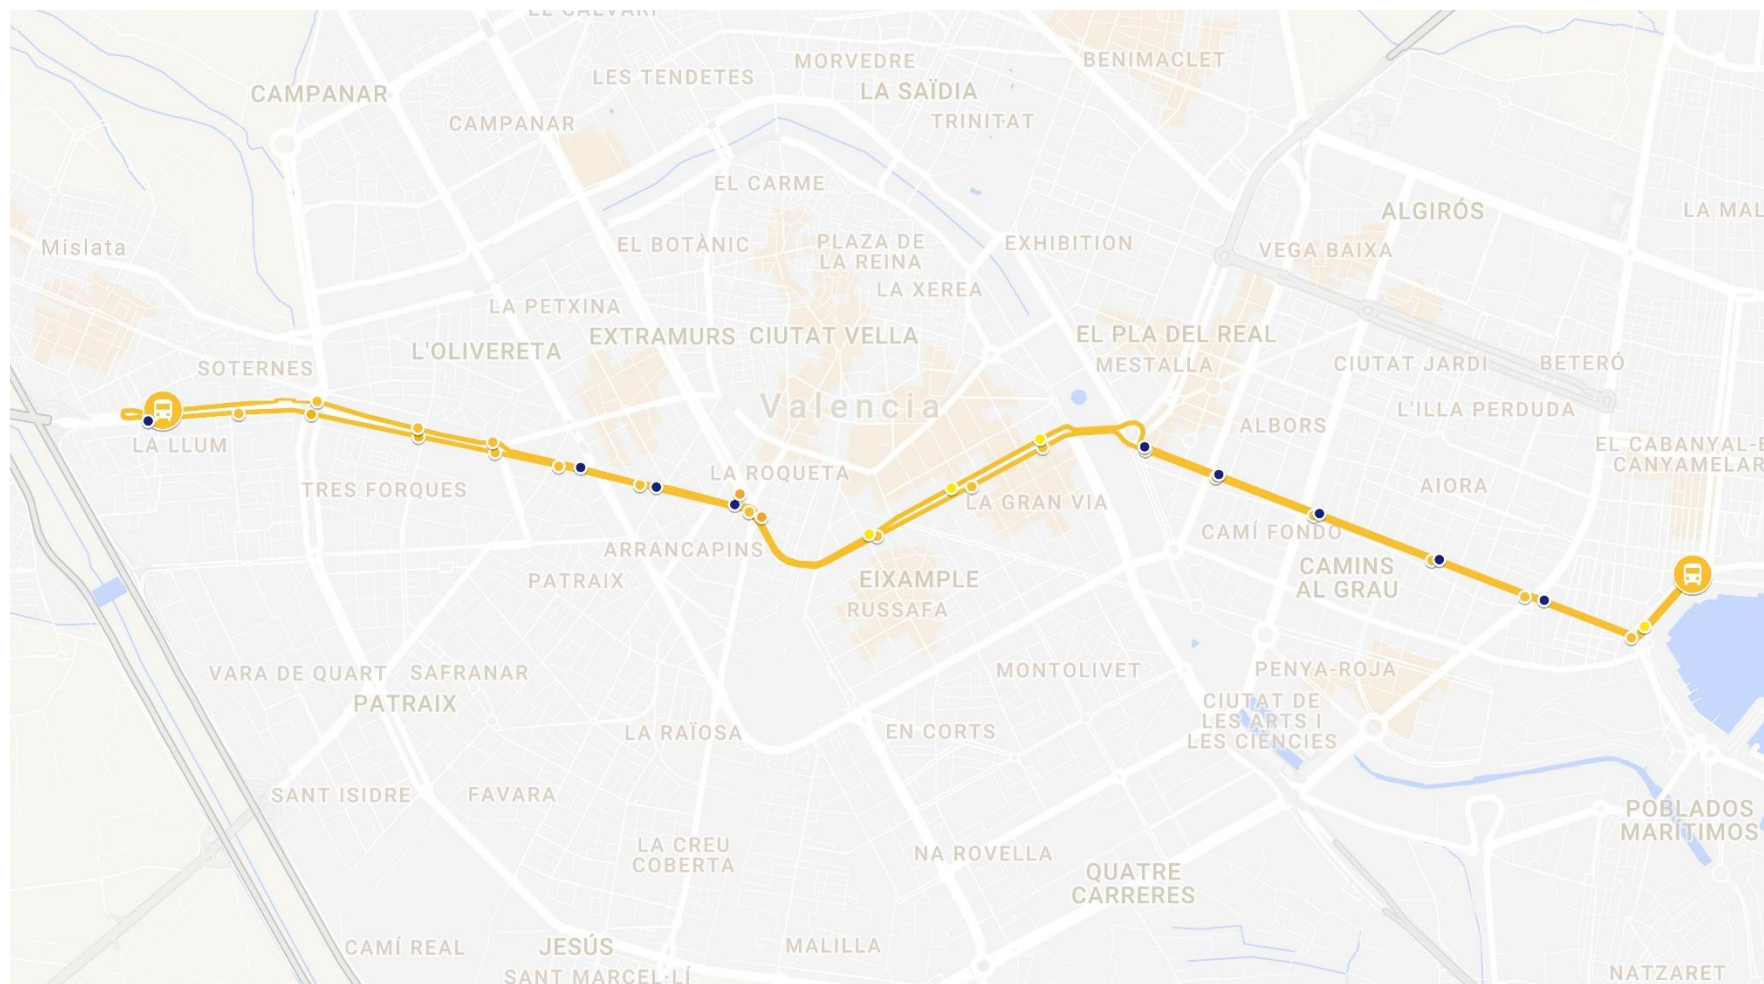 EL CALVARI
MORVEDRE
BENIMACLET
LES TENDETES
CAMPANAR
LA SAÏDIA
CAMPANAR
TRINITAT
EL CARME
ALGIRÓS
LA MAL
Mislata
EL BOTÀNIC
PLAZA DE
LA REINA
EXHIBITION
VEGA BAIXA
LA XEREA
LA PETXINA
EXTRAMURS
CIUTAT VELLA
EL PLA DEL REAL
L'OLIVERETA
MESTALLA
CIUTAT JARDI
BETERÓ
SOTERNES
Valencia
L'ILLA PERDUDA
ALBORS
LA LLUM
EL CABANYAL-E
CANYAMELAR
LA ROQUETA
TRES FORQUES
LA GRAN VIA
AIORA
CAMÍ FONDO
ARRANCAPINS
CAMINS
AL GRAU
PATRAIX
EIXAMPLE
RUSSAFA
VARA DE QUART
SAFRANAR
MONTOLIVET
PENYA-ROJA
PATRAIX
CIUTAT DE
LES ARTS I
LES CIÈNCIES
LA RAÏOSA
EN CORTS
SANT ISIDRE
FAVARA
POBLADOS
MARÍTIMOS
LA CREU
COBERTA
NA ROVELLA
QUATRE
CARRERES
CAMÍ REAL
JESÚS
MALILLA
SANT MARCEL·LÍ
NATZARET